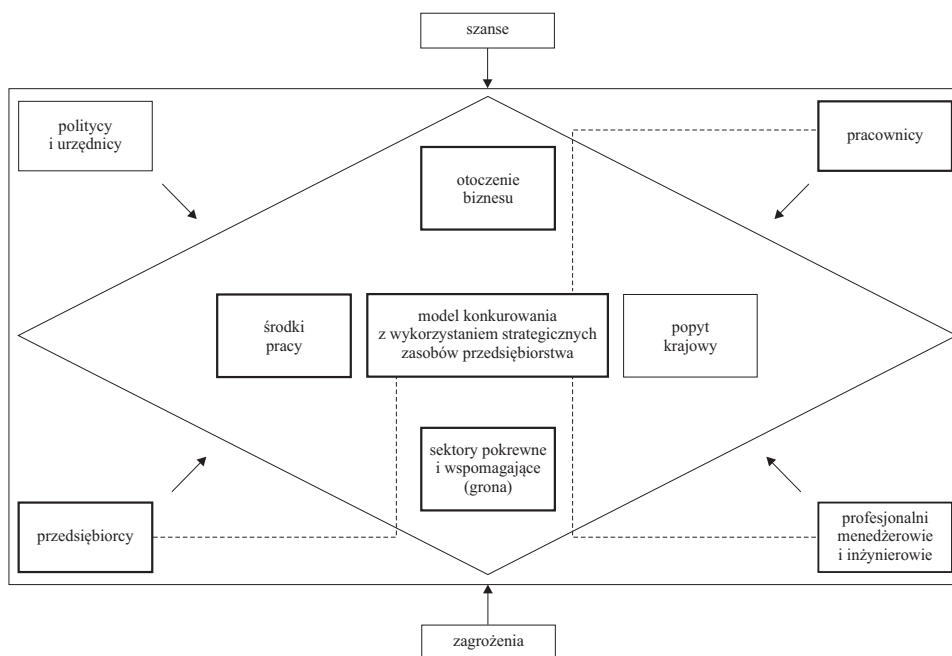 szanse
politycy
i urzędnicy
pracownicy
otoczenie
biznesu
środki
pracy
model konkurowania
z wykorzystaniem strategicznych
zasobów przedsiębiorstwa
popyt
krajowy
sektory pokrewne
i wspomagające
(grona)
przedsiębiorcy
profesjonalni
menedżerowie
i inżynierowie
zagrożenia